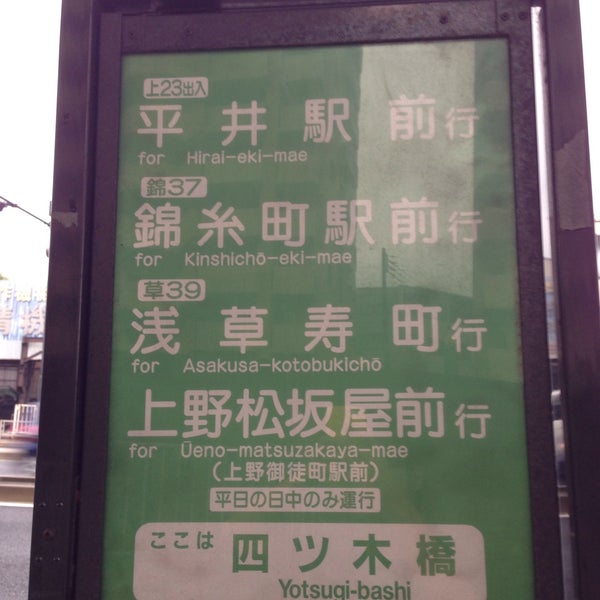 上23出入
平井駅前行
for Hirai-eki-mae
錦37
錦糸町駅前行
for Kinshichō-eki-mae
草39
浅草寿町行
for Asakusa-kotobukichō
上野松坂屋前行
for Üeno-matsuzakaya-mae
(上野御徒町駅前)
平日の日中のみ運行
ここは 四ツ木橋
Yotsugi-bashi